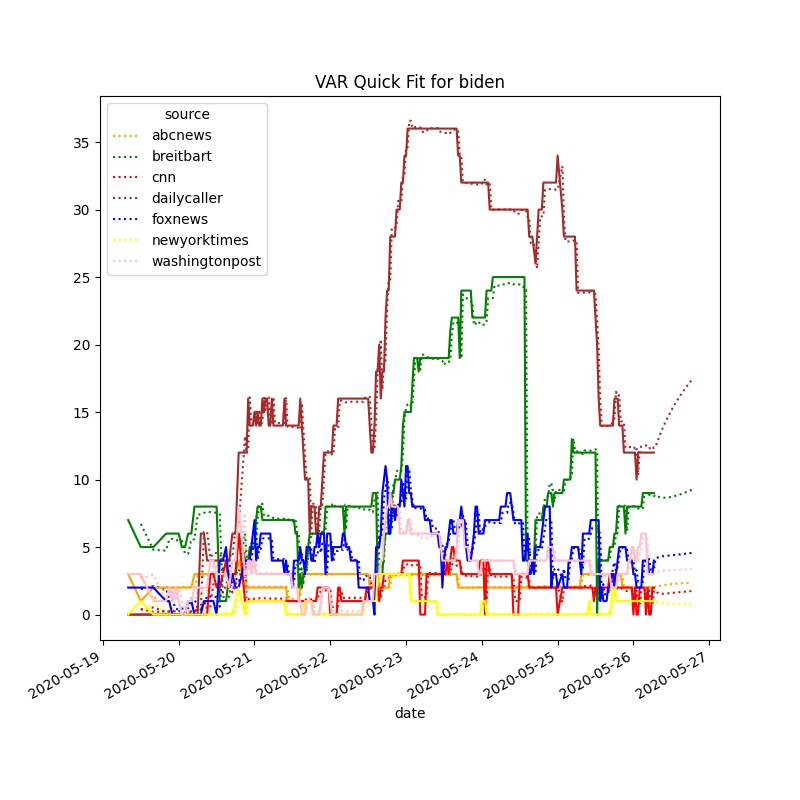 VAR Quick Fit for biden
source
abcnews
breitbart
cnn
dailycaller
foxnews
newyorktimes
washingtonpost
35
30
25
20
15
10
5
0
2020-05-19
2020-05-20
2020-05-21
2020-05-22
2020-05-23
2020-05-24
2020-05-25
2020-05-26
2020-05-27
date